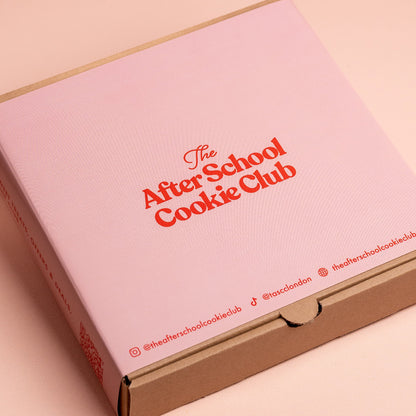 The
After School
Cookie Club
@theafterschoolcookieclub @tascclondon theafterschoolcookieclub